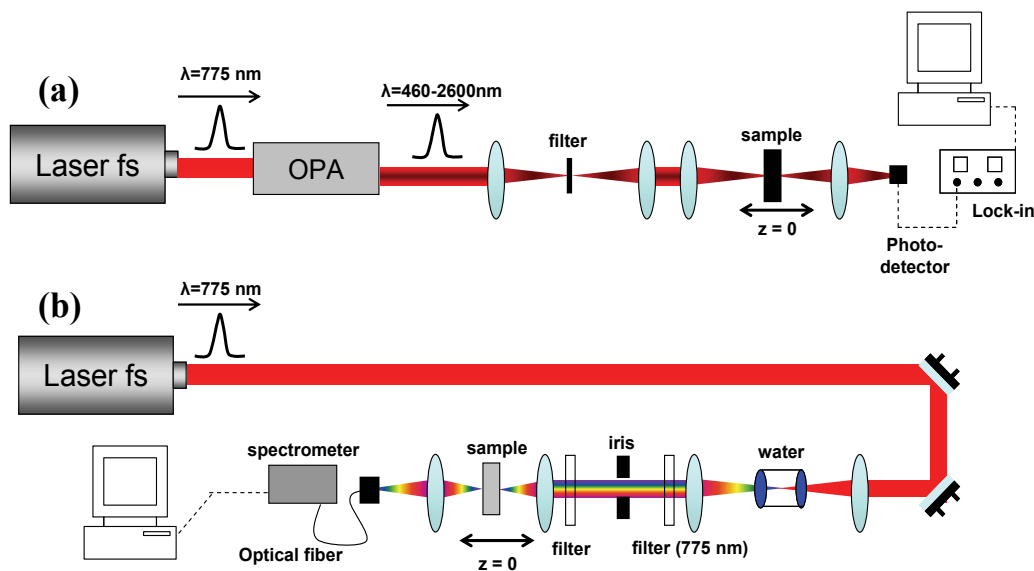 (a)
λ=775 nm
Laser fs
OPA
λ=460-2600nm
filter
sample
z = 0
Photo-
detector
Lock-in
(b)
λ=775 nm
Laser fs
spectrometer
Optical fiber
sample
z = 0
filter
iris
filter (775 nm)
water